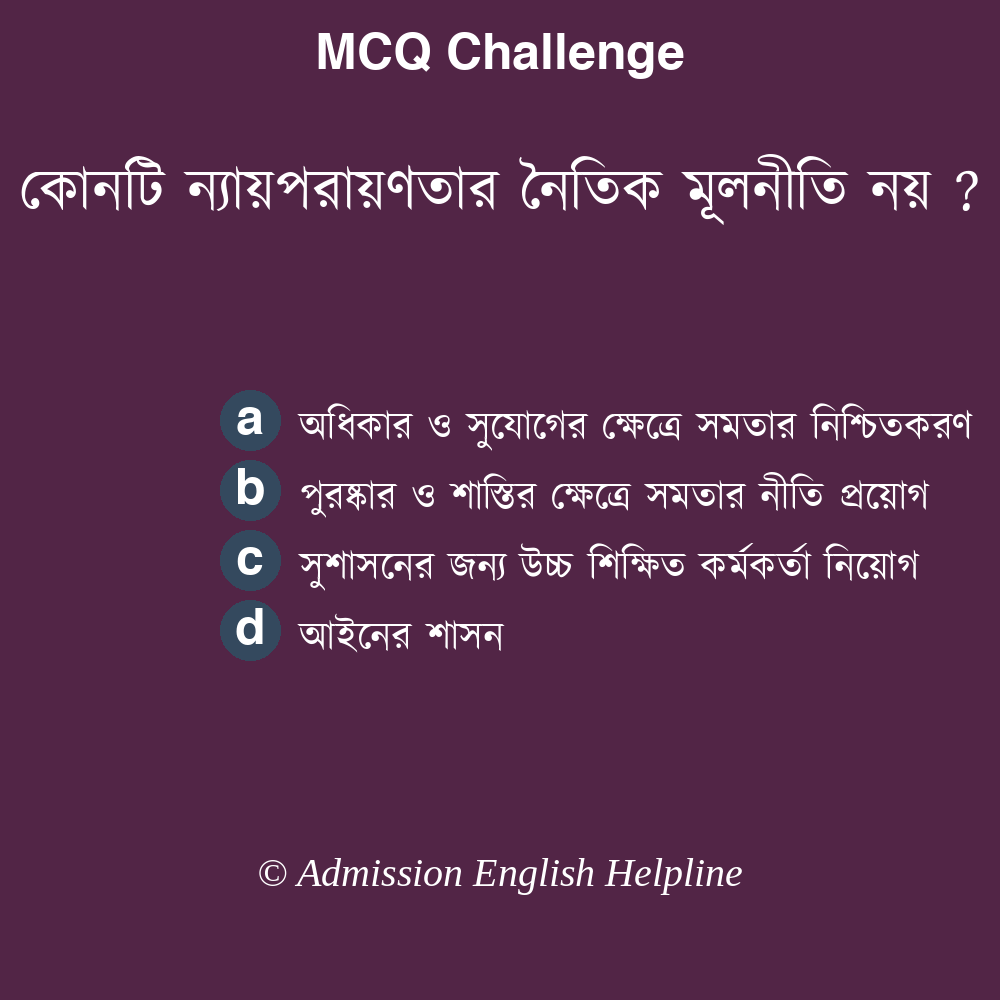 MCQ Challenge
কোনটি ন্যায়পরায়ণতার নৈতিক মূলনীতি নয় ?
a অধিকার ও সুযোগের ক্ষেত্রে সমতার নিশ্চিতকরণ
b পুরষ্কার ও শাস্তির ক্ষেত্রে সমতার নীতি প্রয়োগ
c সুশাসনের জন্য উচ্চ শিক্ষিত কর্মকর্তা নিয়োগ
d আইনের শাসন
© Admission English Helpline